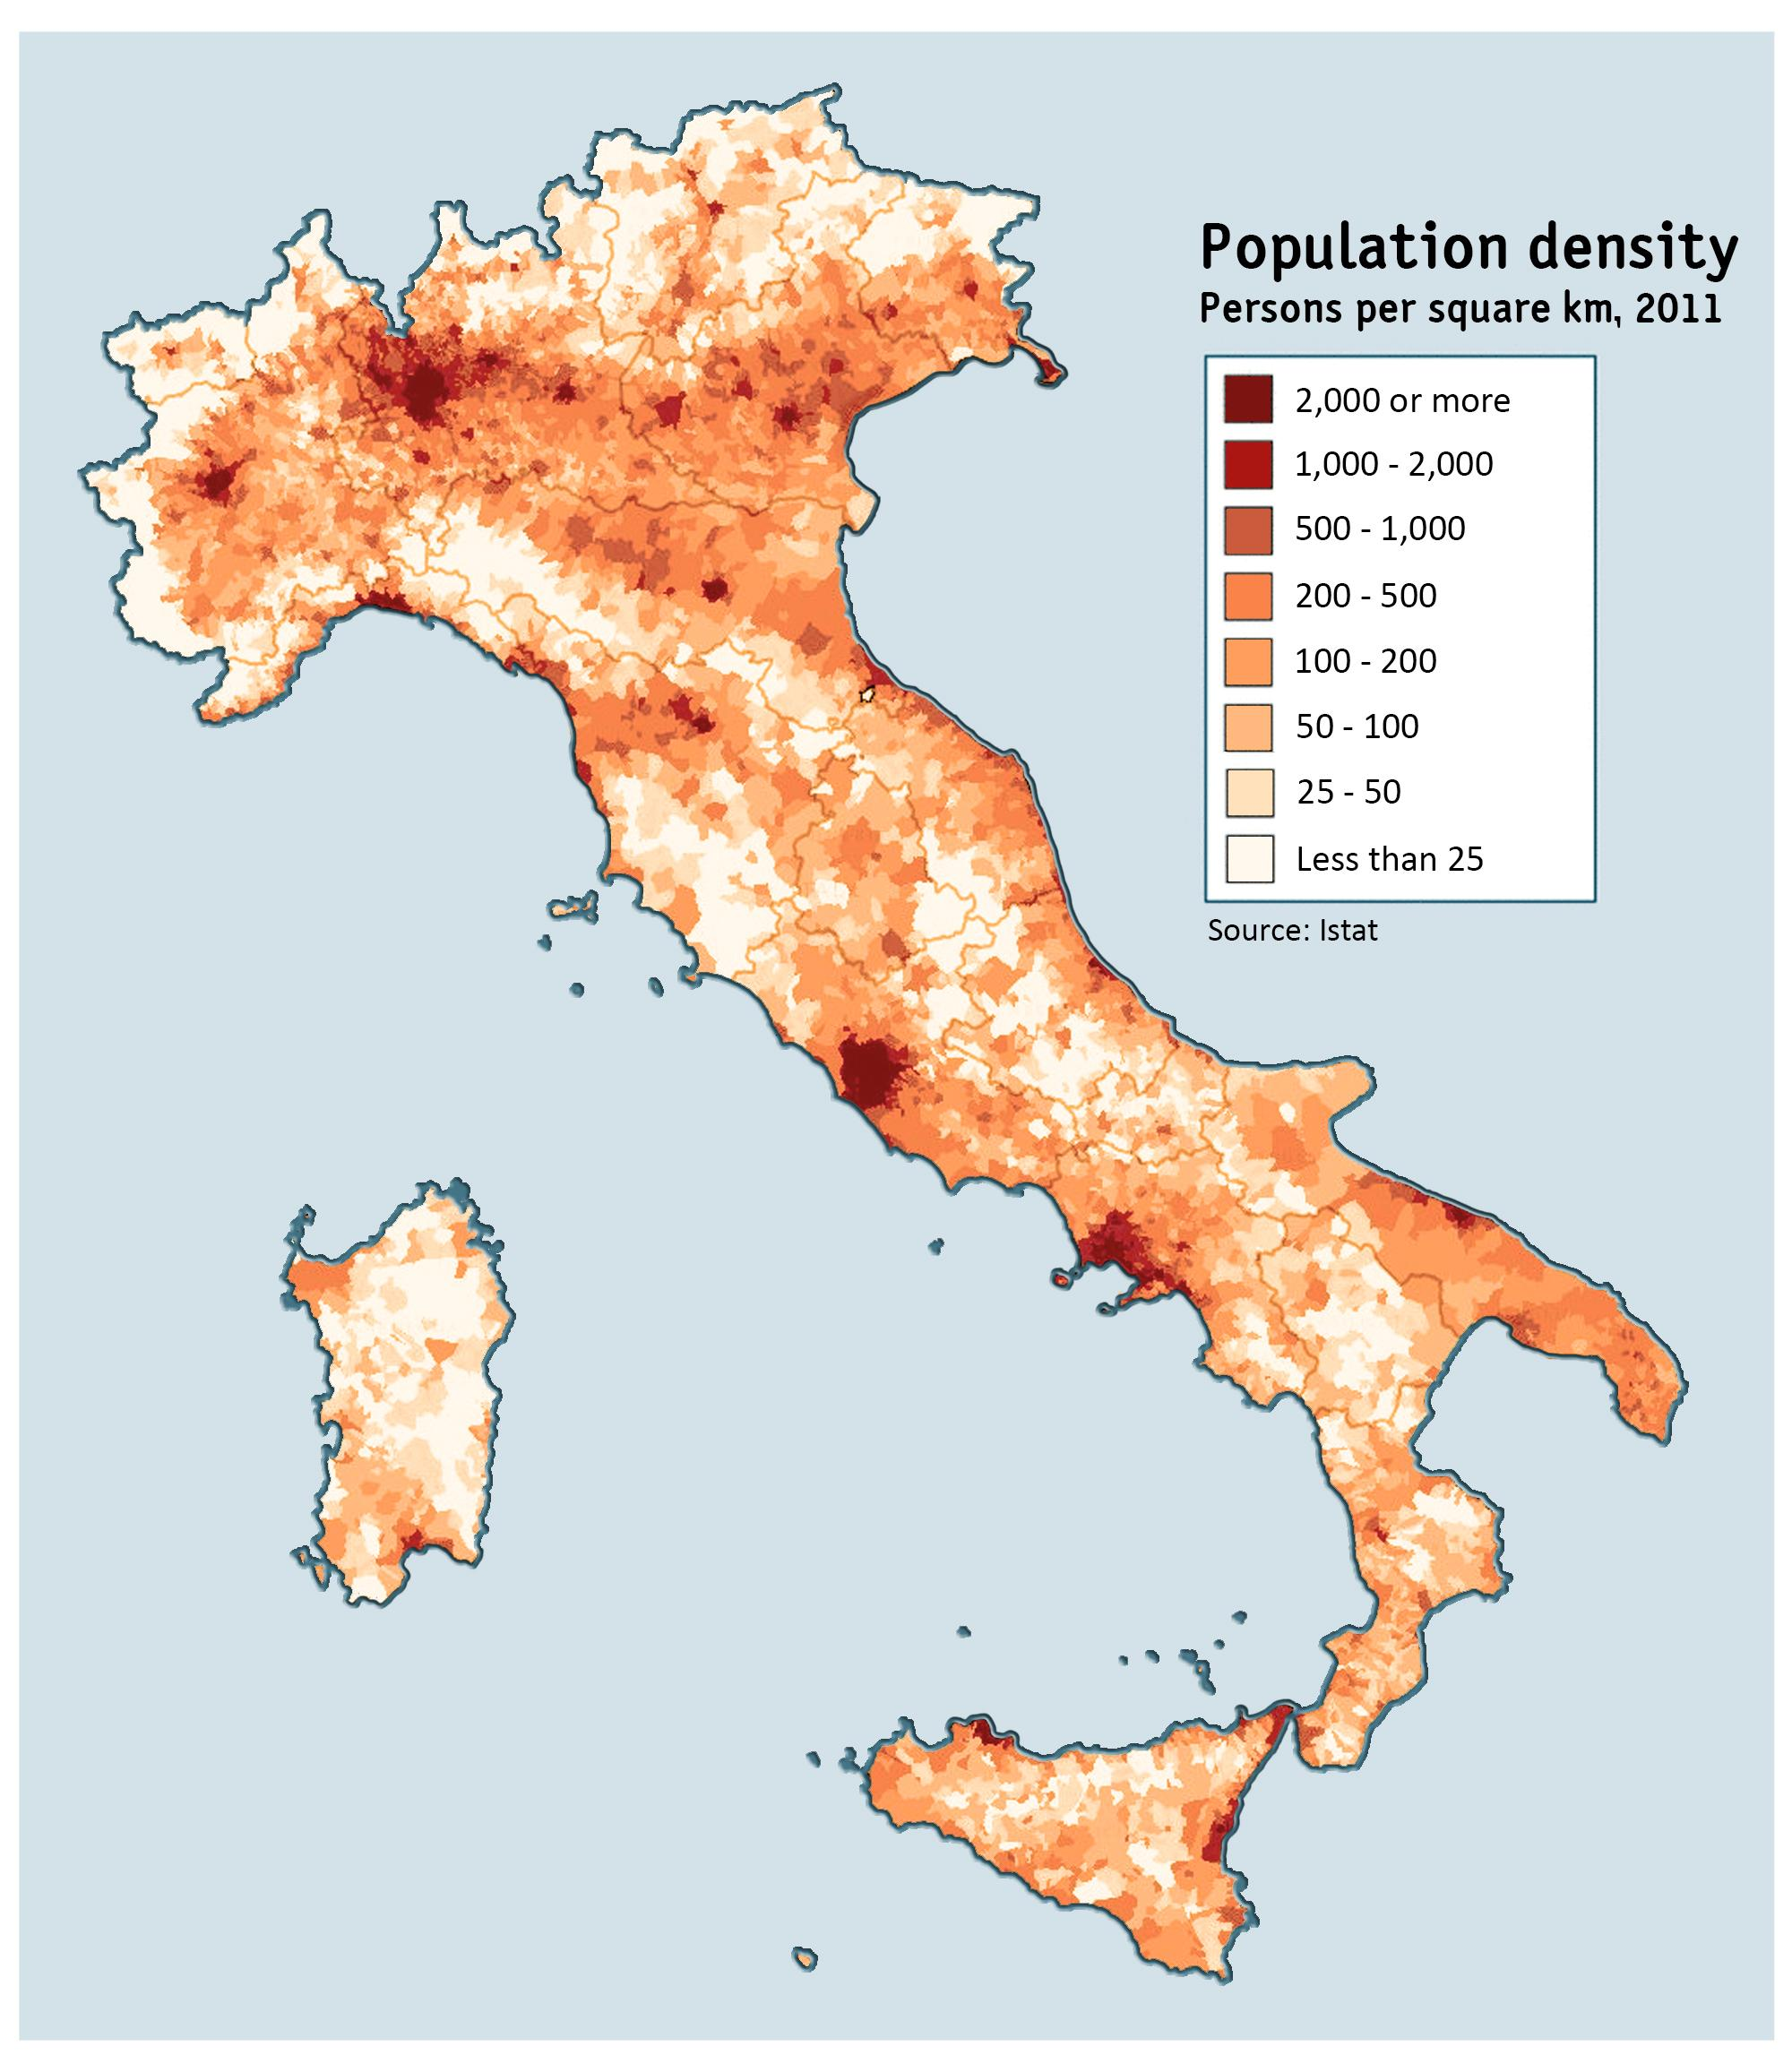 Population density
Persons per square km, 2011
2,000 or more
1,000 - 2,000
500 - 1,000
200 - 500
100 - 200
50 - 100
25 - 50
Less than 25
Source: Istat